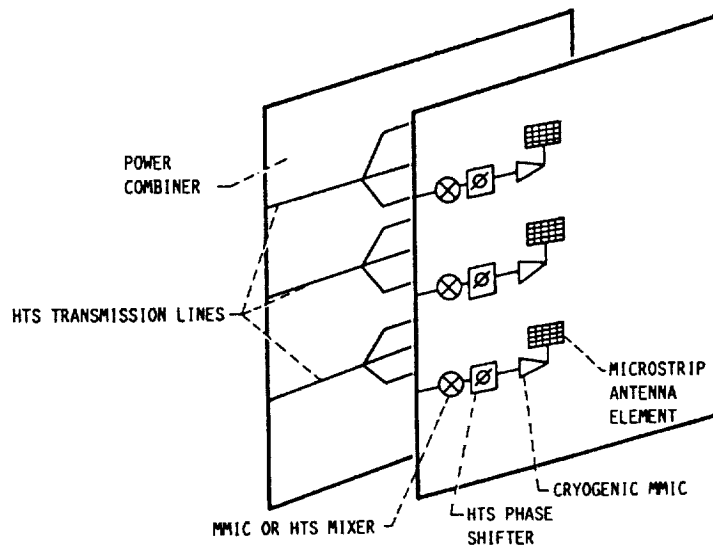 POWER
COMBINER
HTS TRANSMISSION LINES
MICROSTRIP
ANTENNA
ELEMENT
CRYOGENIC MMIC
MMIC OR HTS MIXER
HTS PHASE
SHIFTER